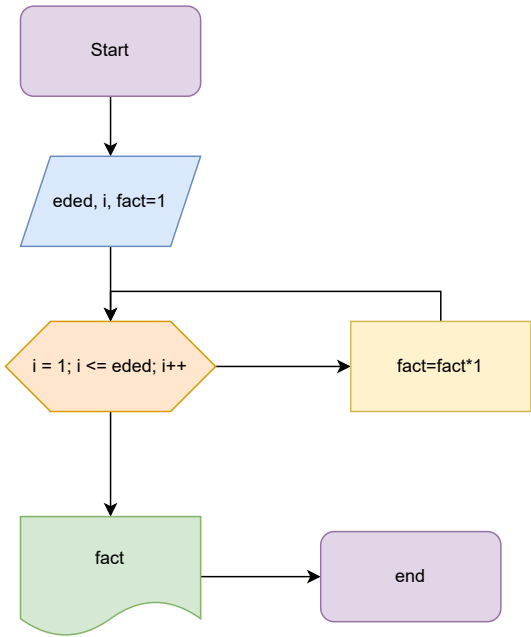 Start
eded, i, fact=1
i = 1; i <= eded; i++
fact=fact*1
fact
end